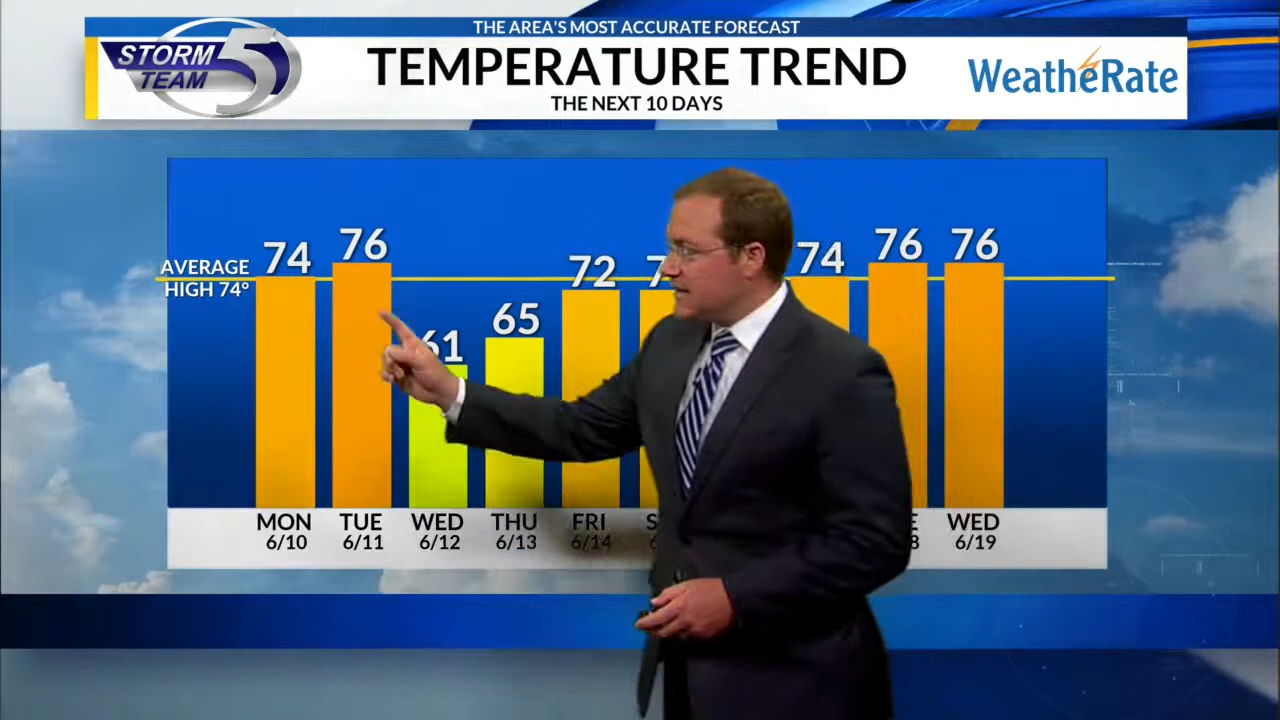 THE AREA'S MOST ACCURATE FORECAST
STORM TEAM 5
TEMPERATURE TREND
WeatheRate
THE NEXT 10 DAYS
74 76 61 65 72 74 76 76
AVERAGE
HIGH 74°
MON TUE WED THU FRI WED
6/10 6/11 6/12 6/13 6/14 6/19